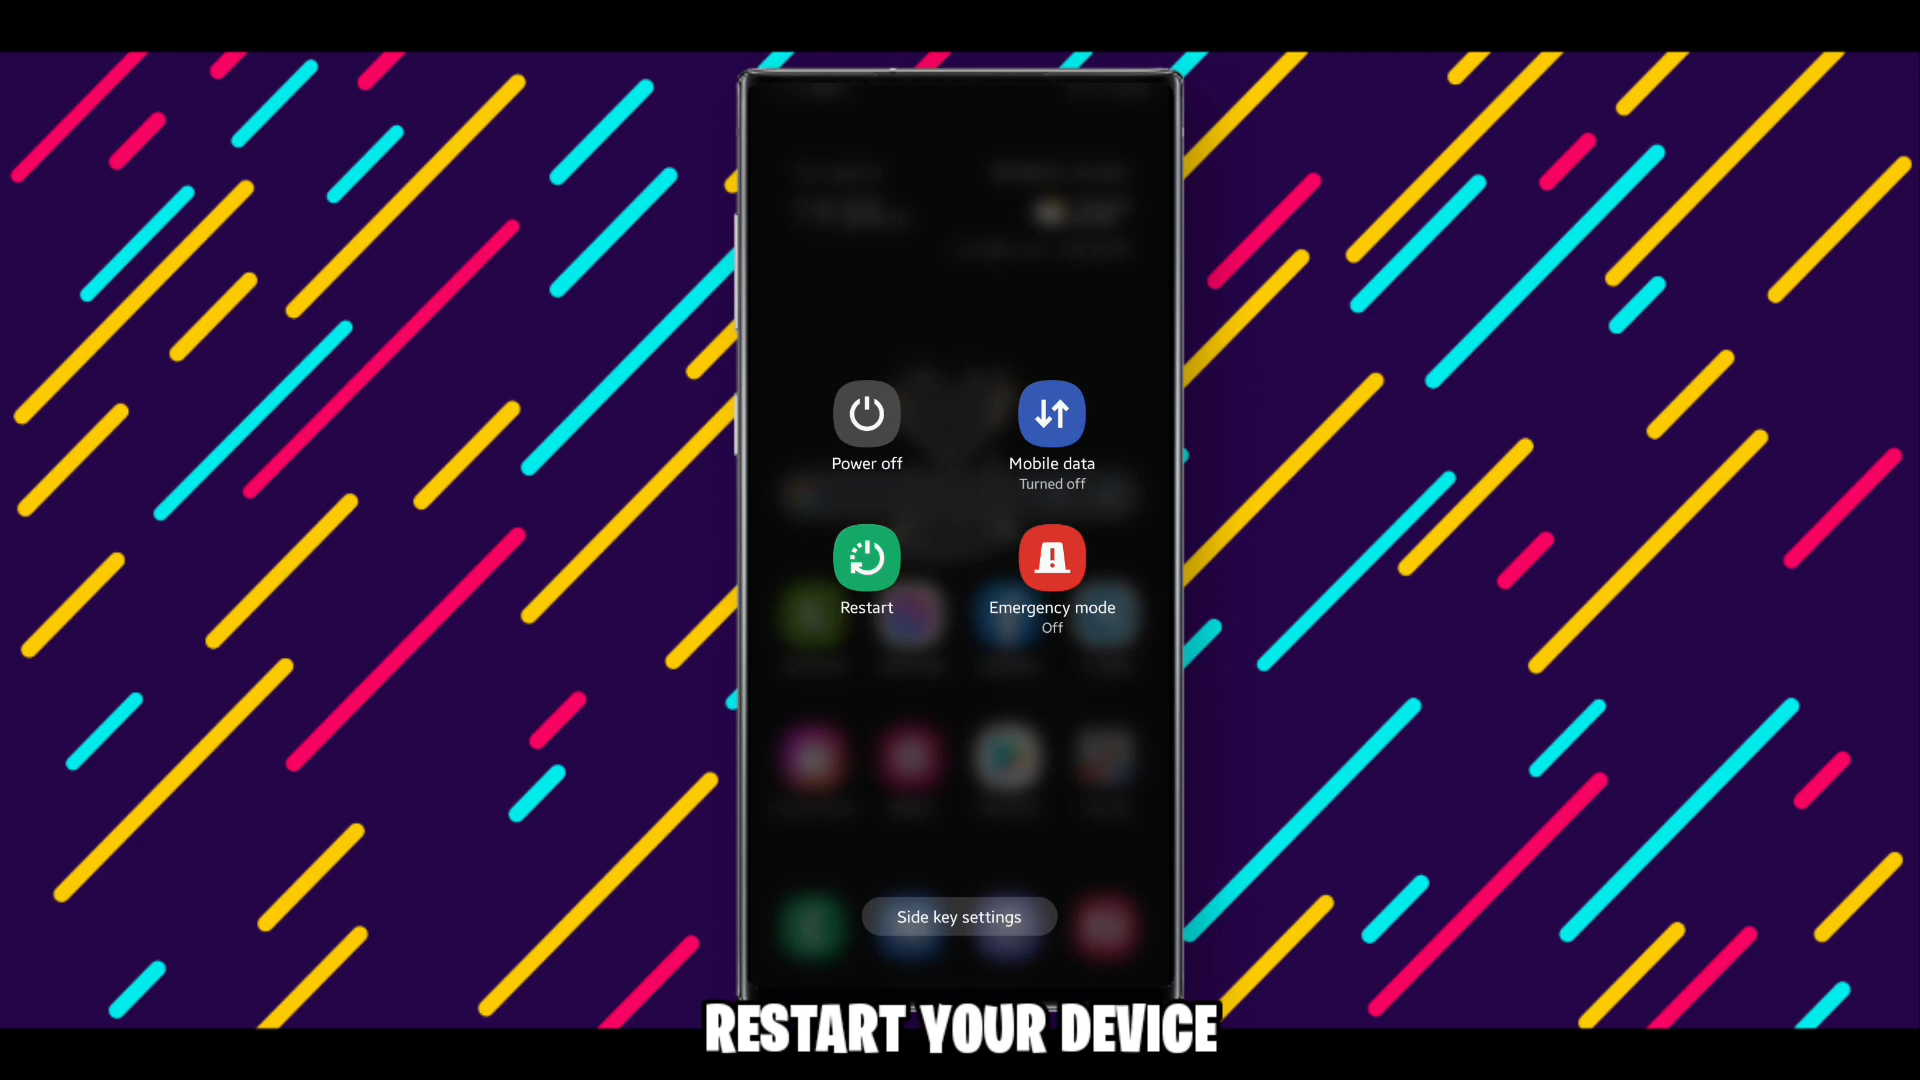 Power off
Mobile data
Turned off
Restart
Emergency mode
Off
Side key settings
RESTART YOUR DEVICE